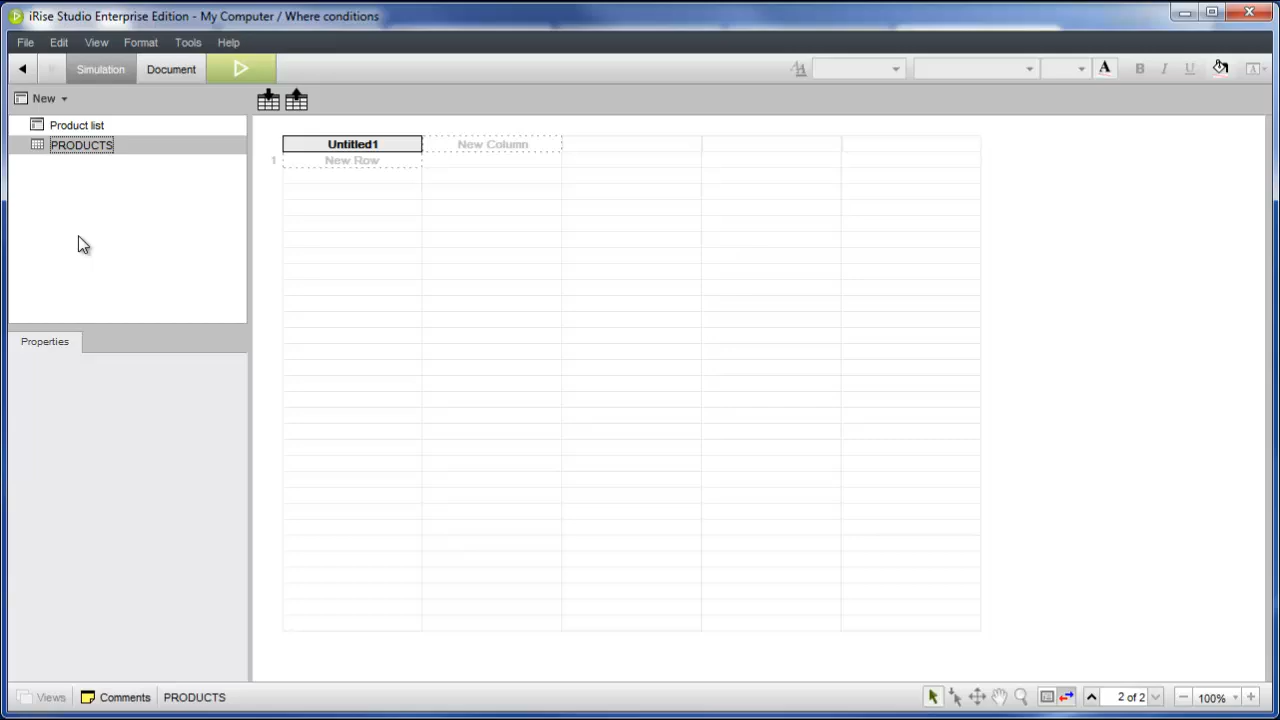 iRise Studio Enterprise Edition - My Computer / Where conditions
File Edit View Format Tools Help
Simulation Document A B I U A
New
Product list
PRODUCTS
Untitled1 New Column
1 New Row
Properties
Views Comments PRODUCTS 2 of 2 100%